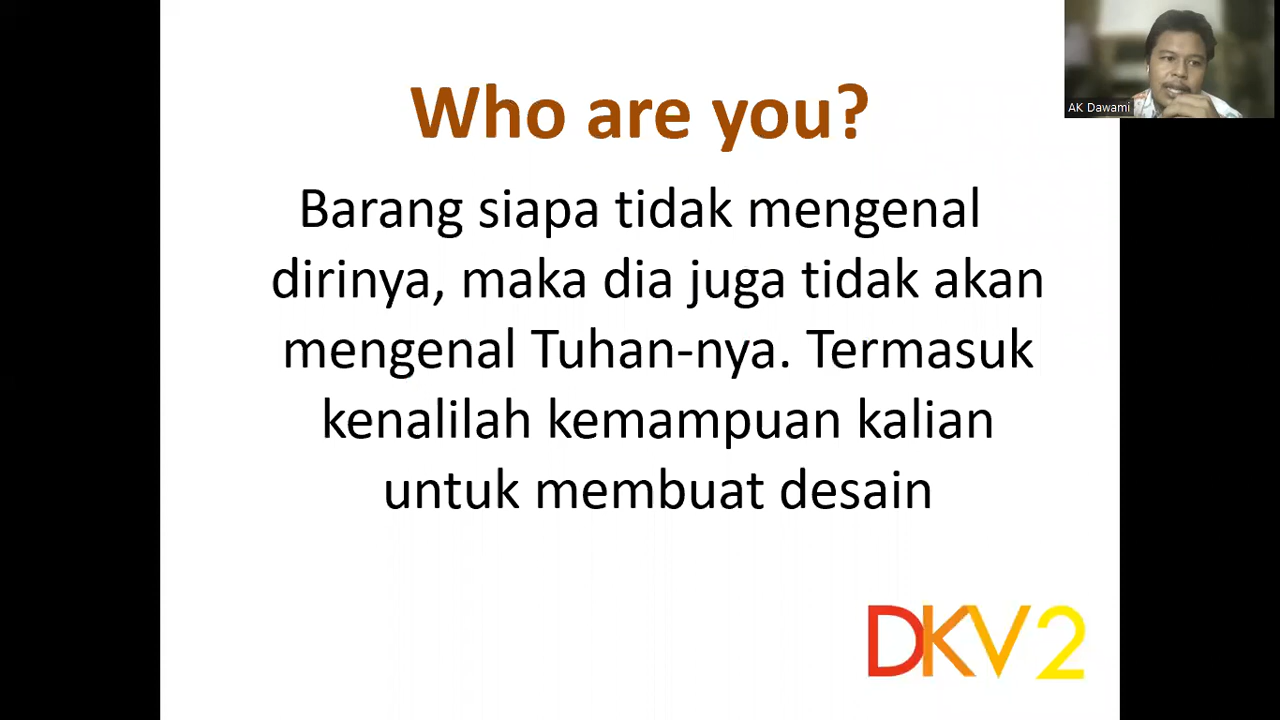 Who are you?
Barang siapa tidak mengenal
dirinya, maka dia juga tidak akan
mengenal Tuhan-nya. Termasuk
kenalilah kemampuan kalian
untuk membuat desain
DKV2
AK Dawami